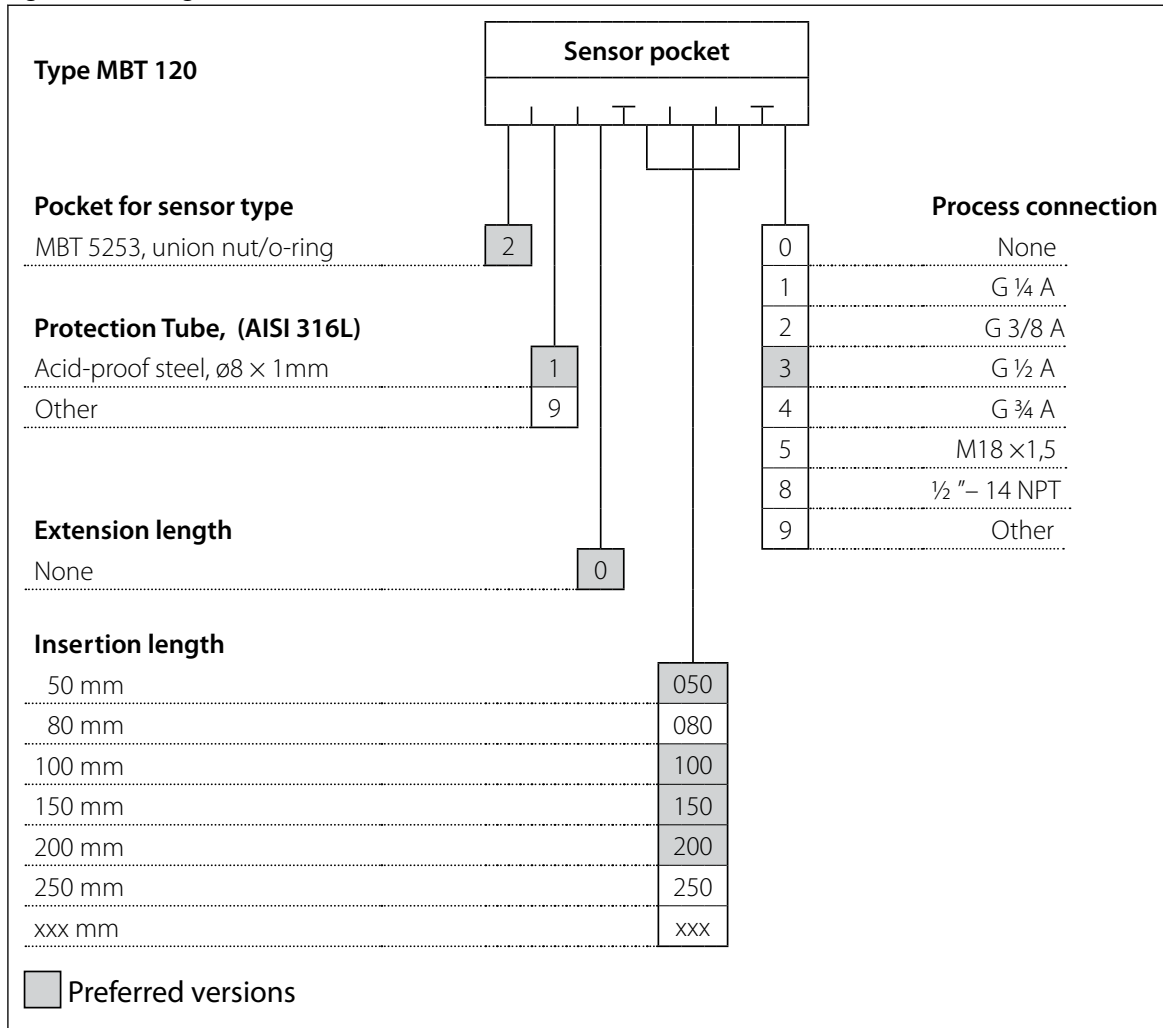 Type MBT 120
Sensor pocket
Pocket for sensor type
MBT 5253, union nut/o-ring 2
Protection Tube, (AISI 316L)
Acid-proof steel, ø8 × 1mm 1
Other 9
Extension length
None 0
Insertion length
50 mm 050
80 mm 080
100 mm 100
150 mm 150
200 mm 200
250 mm 250
xxx mm xxx
Process connection
0 None
1 G ¼ A
2 G 3/8 A
3 G ½ A
4 G ¾ A
5 M18 ×1,5
8 ½ "– 14 NPT
9 Other
Preferred versions